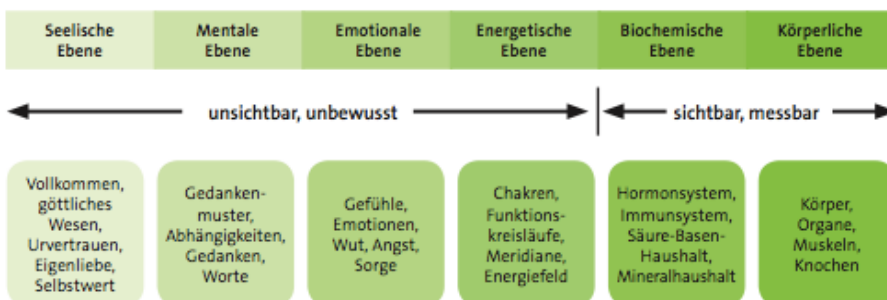 Seelische
Ebene
Mentale
Ebene
Emotionale
Ebene
Energetische
Ebene
Biochemische
Ebene
Körperliche
Ebene
unsichtbar, unbewusst
sichtbar, messbar
Vollkommen,
göttliches
Wesen,
Urvertrauen,
Eigenliebe,
Selbstwert
Gedanken-
muster,
Abhängigkeiten,
Gedanken,
Worte
Gefühle,
Emotionen,
Wut, Angst,
Sorge
Chakren,
Funktions-
kreisläufe,
Meridiane,
Energiefeld
Hormonsystem,
Immunsystem,
Säure-Basen-
Haushalt,
Mineralhaushalt
Körper,
Organe,
Muskeln,
Knochen